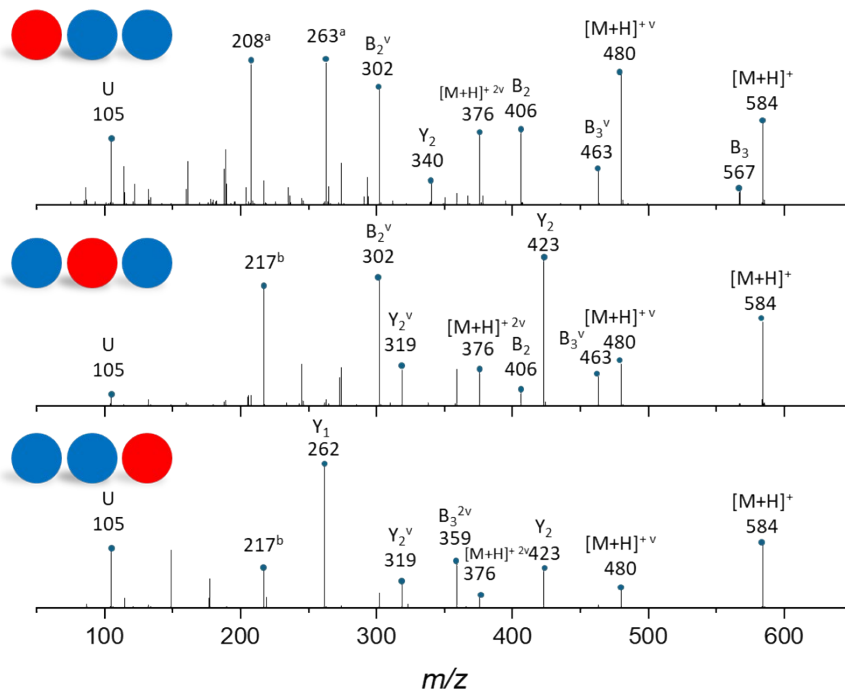 208ᵃ
263ᵃ
[M+H]⁺ ᵛ
480
B₂ᵛ
302
U
105
[M+H]⁺ ²ᵛ
376
B₂
406
[M+H]⁺
584
Y₂
340
B₃ᵛ
463
B₃
567
B₂ᵛ
302
Y₂
423
217ᵇ
[M+H]⁺
584
Y₂ᵛ
319
[M+H]⁺ ²ᵛ
376
B₂
406
B₃ᵛ
463
[M+H]⁺ ᵛ
480
U
105
Y₁
262
U
105
217ᵇ
Y₂ᵛ
319
B₃²ᵛ
359
[M+H]⁺ ²ᵛ
376
Y₂
423
[M+H]⁺ ᵛ
480
[M+H]⁺
584
100 200 300 400 500 600
m/z